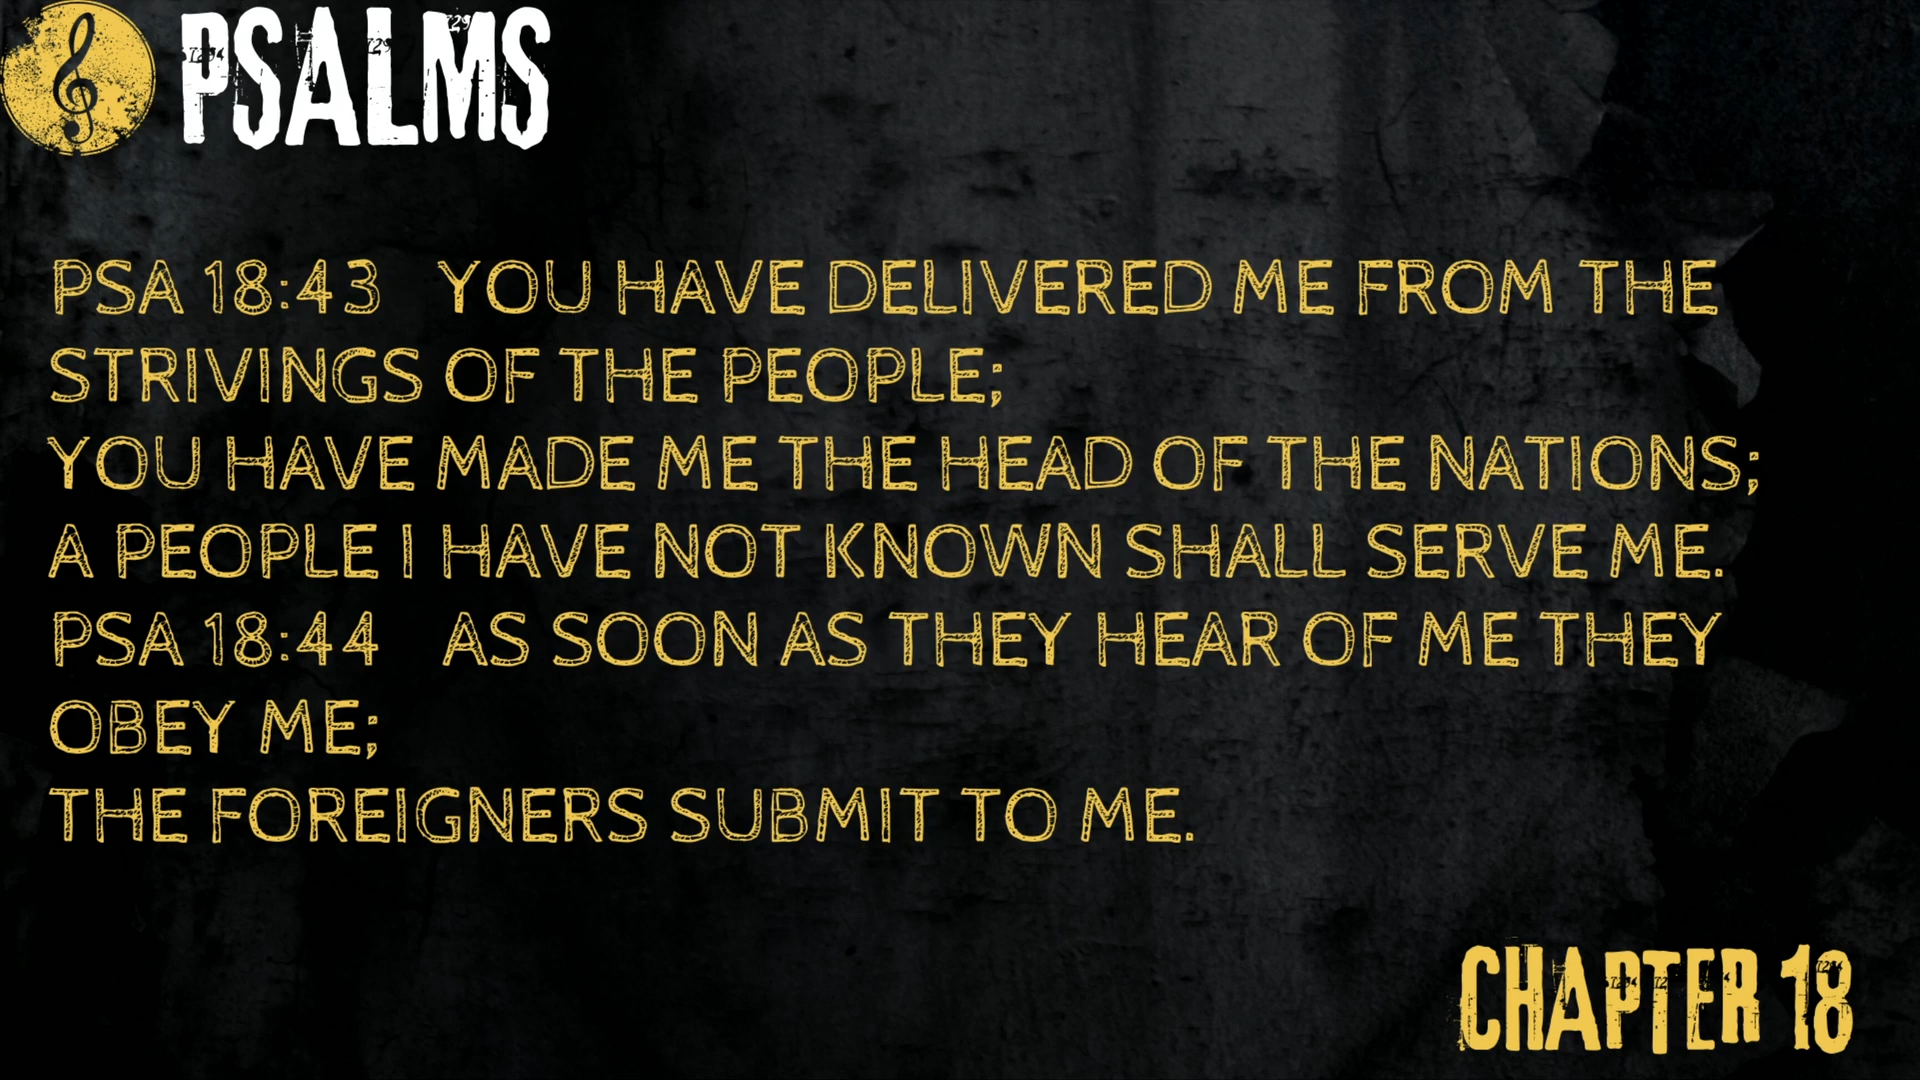 PSALMS
PSA 18:43 YOU HAVE DELIVERED ME FROM THE
STRIVINGS OF THE PEOPLE;
YOU HAVE MADE ME THE HEAD OF THE NATIONS;
A PEOPLE I HAVE NOT KNOWN SHALL SERVE ME.
PSA 18:44 AS SOON AS THEY HEAR OF ME THEY
OBEY ME;
THE FOREIGNERS SUBMIT TO ME.
CHAPTER 18